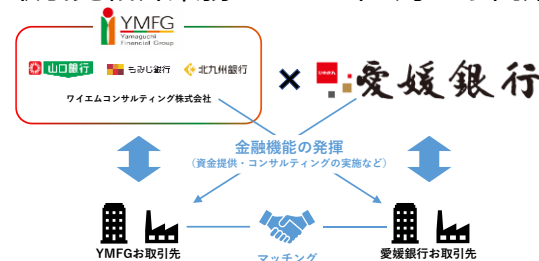 YMFG
Yamaguchi
Financial Group
山口銀行
もみじ銀行
北九州銀行
ワイエムコンサルティング株式会社
×
ひめぎん
愛媛銀行
金融機能の発揮
(資金提供・コンサルティングの実施など)
YMFGお取引先
マッチング
愛媛銀行お取引先